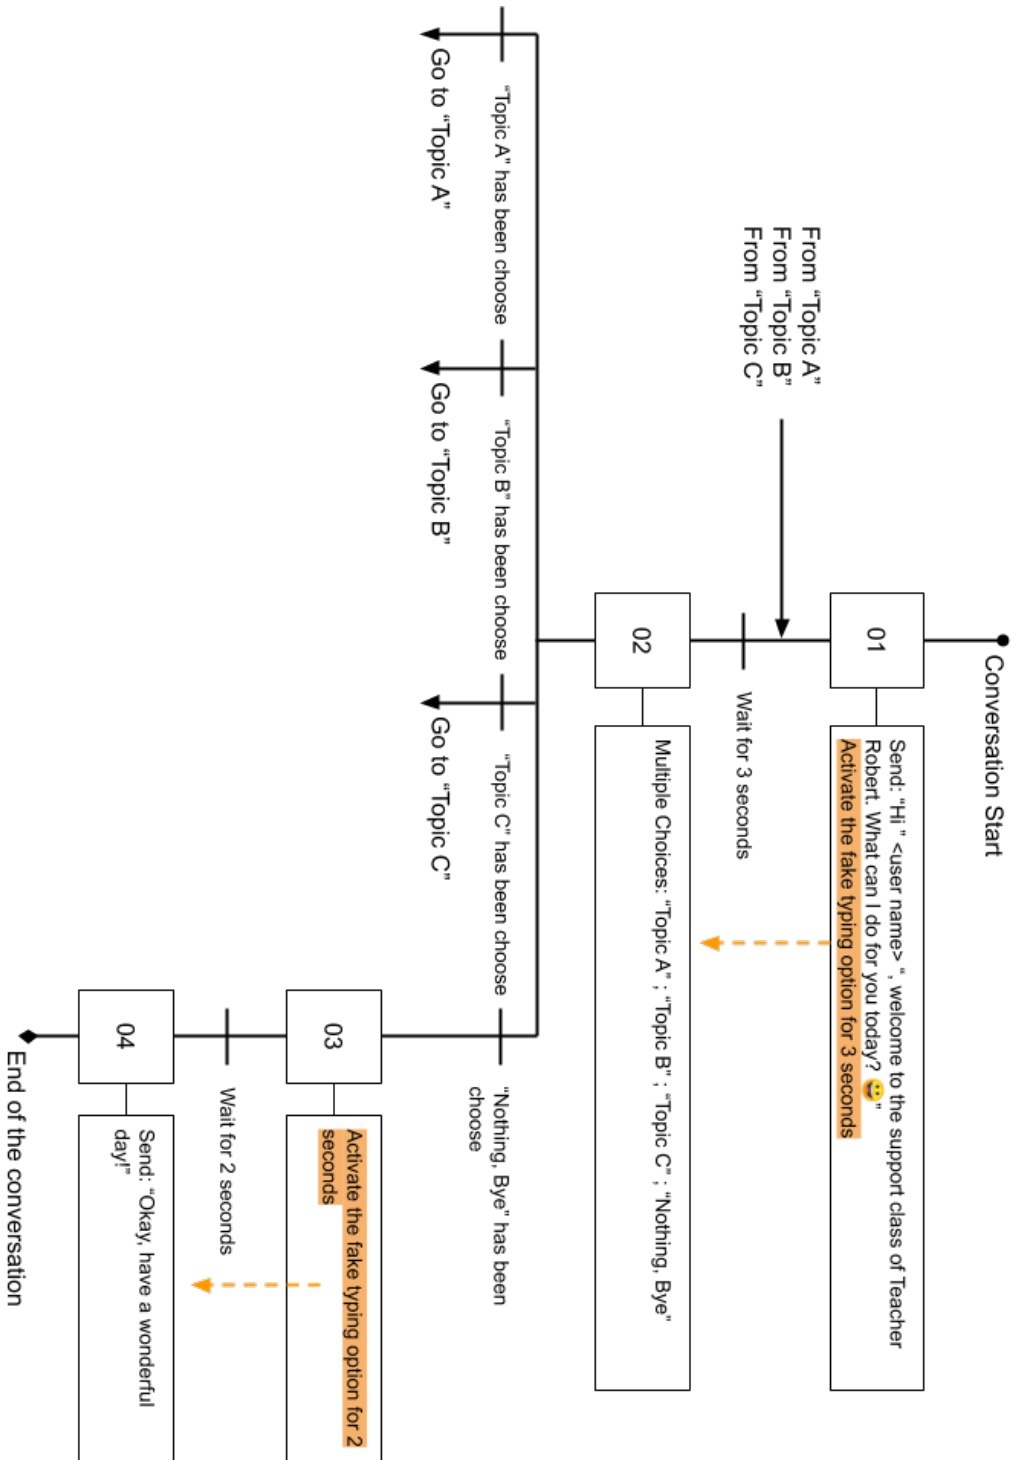 Conversation Start
01
Send: “Hi ” <user name> “, welcome to the support class of Teacher
Robert. What can I do for you today? 😀”
Activate the fake typing option for 3 seconds
From “Topic A”
From “Topic B”
From “Topic C”
Wait for 3 seconds
02
Multiple Choices: “Topic A” ; “Topic B” ; “Topic C” ; “Nothing, Bye”
“Topic A” has been choose
“Topic B” has been choose
“Topic C” has been choose
“Nothing, Bye” has been
choose
Go to “Topic A”
Go to “Topic B”
Go to “Topic C”
03
Activate the fake typing option for 2
seconds
Wait for 2 seconds
04
Send: “Okay, have a wonderful
day!”
End of the conversation